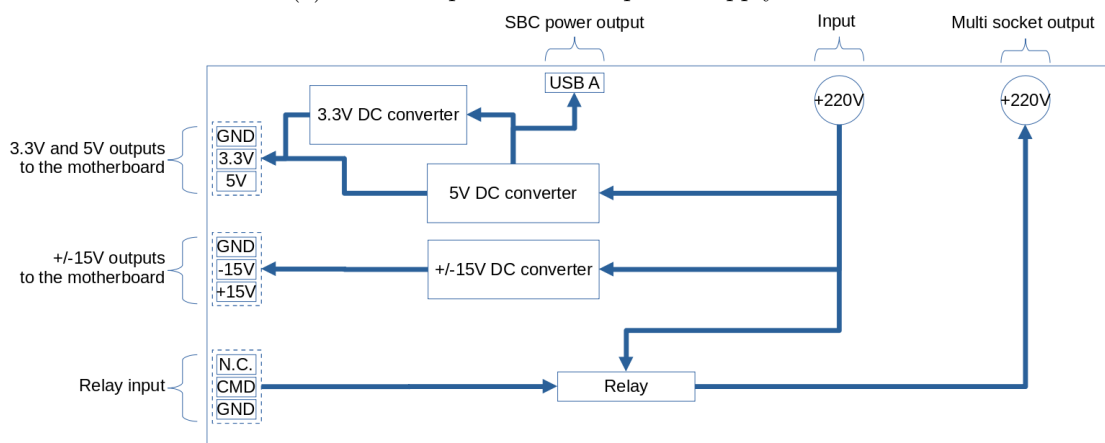 SBC power output
Input
Multi socket output
USB A
+220V
+220V
3.3V DC converter
GND
3.3V
5V
3.3V and 5V outputs
to the motherboard
5V DC converter
GND
-15V
+15V
+/-15V outputs
to the motherboard
+/-15V DC converter
N.C.
CMD
GND
Relay input
Relay